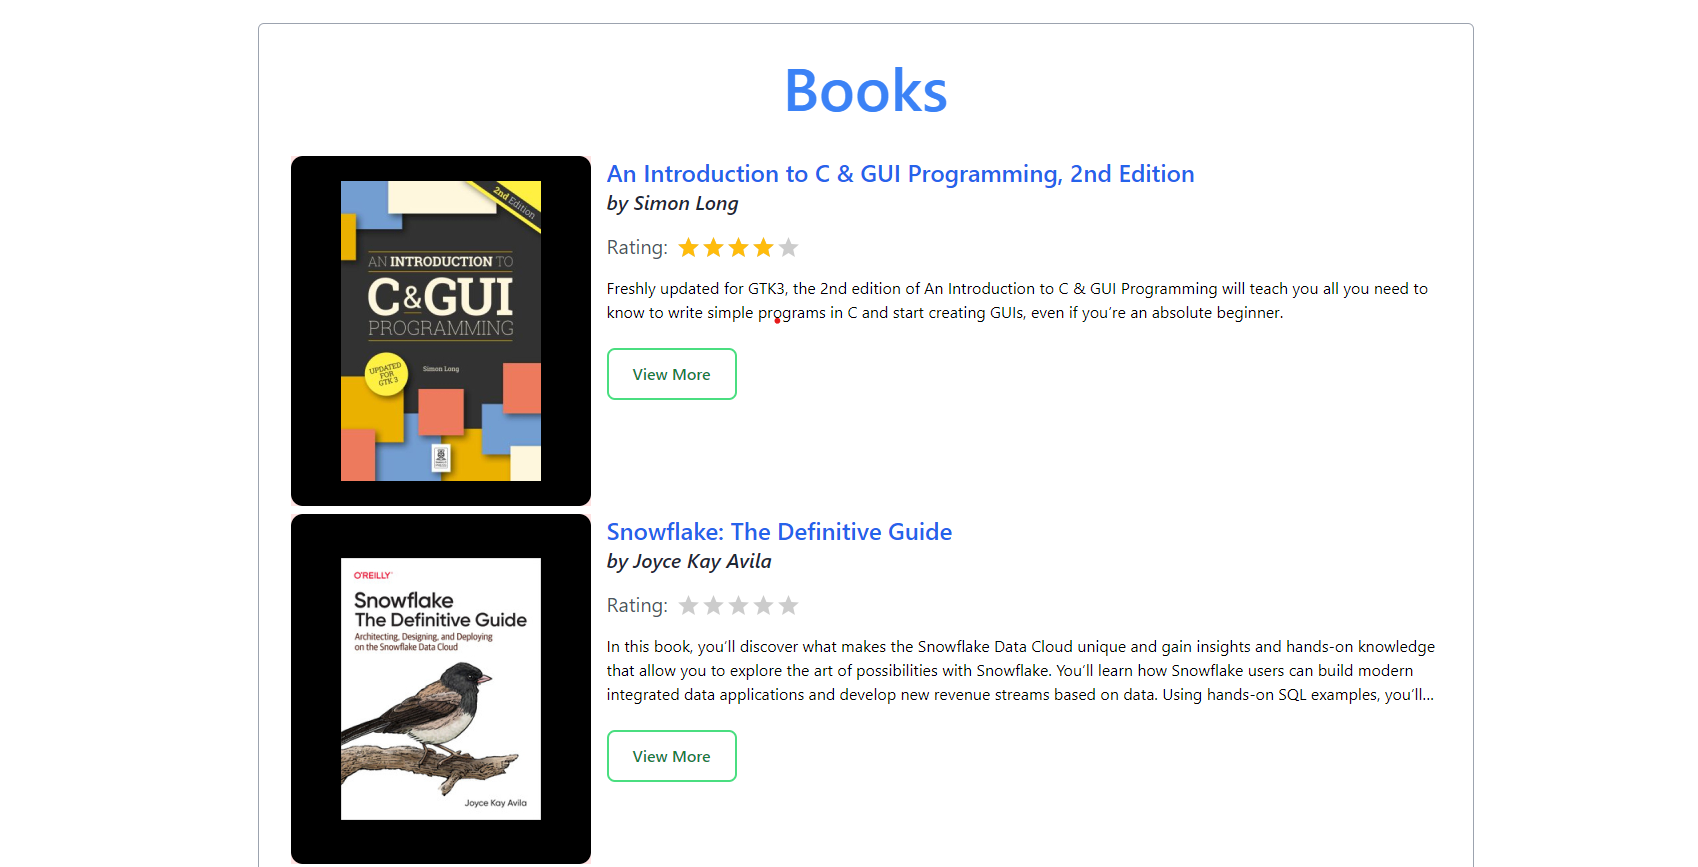 Books
2nd Edition
AN INTRODUCTION TO
C&GUI
PROGRAMMING
UPDATED
FOR
GTK 3
Simon Long
An Introduction to C & GUI Programming, 2nd Edition
by Simon Long
Rating:
Freshly updated for GTK3, the 2nd edition of An Introduction to C & GUI Programming will teach you all you need to
know to write simple programs in C and start creating GUIs, even if you’re an absolute beginner.
View More
O'REILLY
Snowflake
The Definitive Guide
Architecting, Designing, and Deploying
on the Snowflake Data Cloud
Joyce Kay Avila
Snowflake: The Definitive Guide
by Joyce Kay Avila
Rating:
In this book, you’ll discover what makes the Snowflake Data Cloud unique and gain insights and hands-on knowledge
that allow you to explore the art of possibilities with Snowflake. You’ll learn how Snowflake users can build modern
integrated data applications and develop new revenue streams based on data. Using hands-on SQL examples, you’ll...
View More